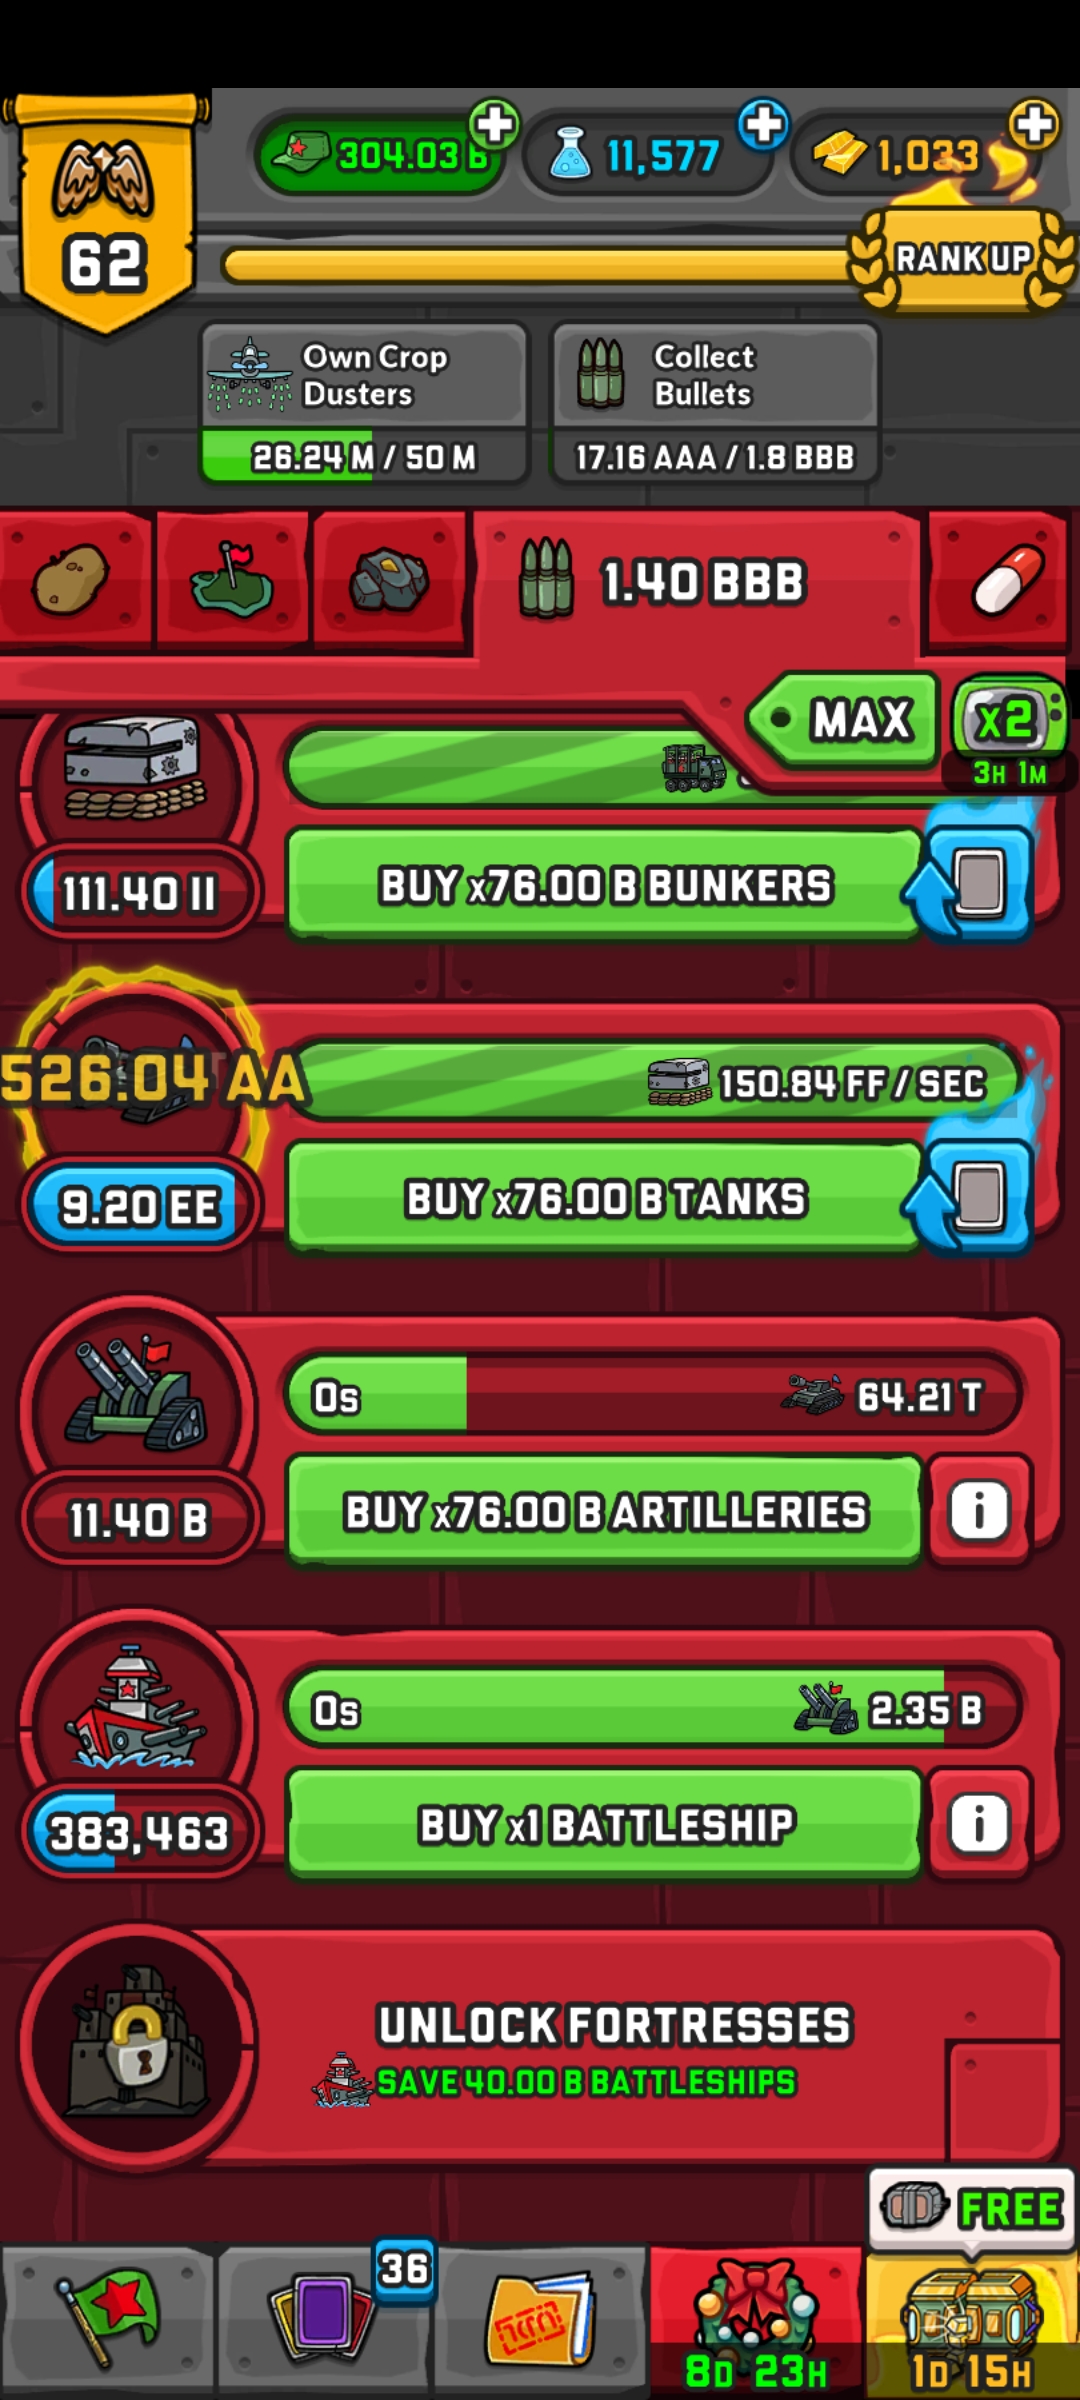 304.03 B
11,577
1,033
62
RANK UP
Own Crop
Dusters
26.24 M / 50 M
Collect
Bullets
17.16 AAA / 1.8 BBB
1.40 BBB
MAX
x2
3H 1M
111.40 II
BUY x76.00 B BUNKERS
526.04 AA
150.84 FF / SEC
9.20 EE
BUY x76.00 B TANKS
0s
64.21 T
11.40 B
BUY x76.00 B ARTILLERIES
i
0s
2.35 B
383,463
BUY x1 BATTLESHIP
i
UNLOCK FORTRESSES
SAVE 40.00 B BATTLESHIPS
FREE
36
8D 23H
1D 15H